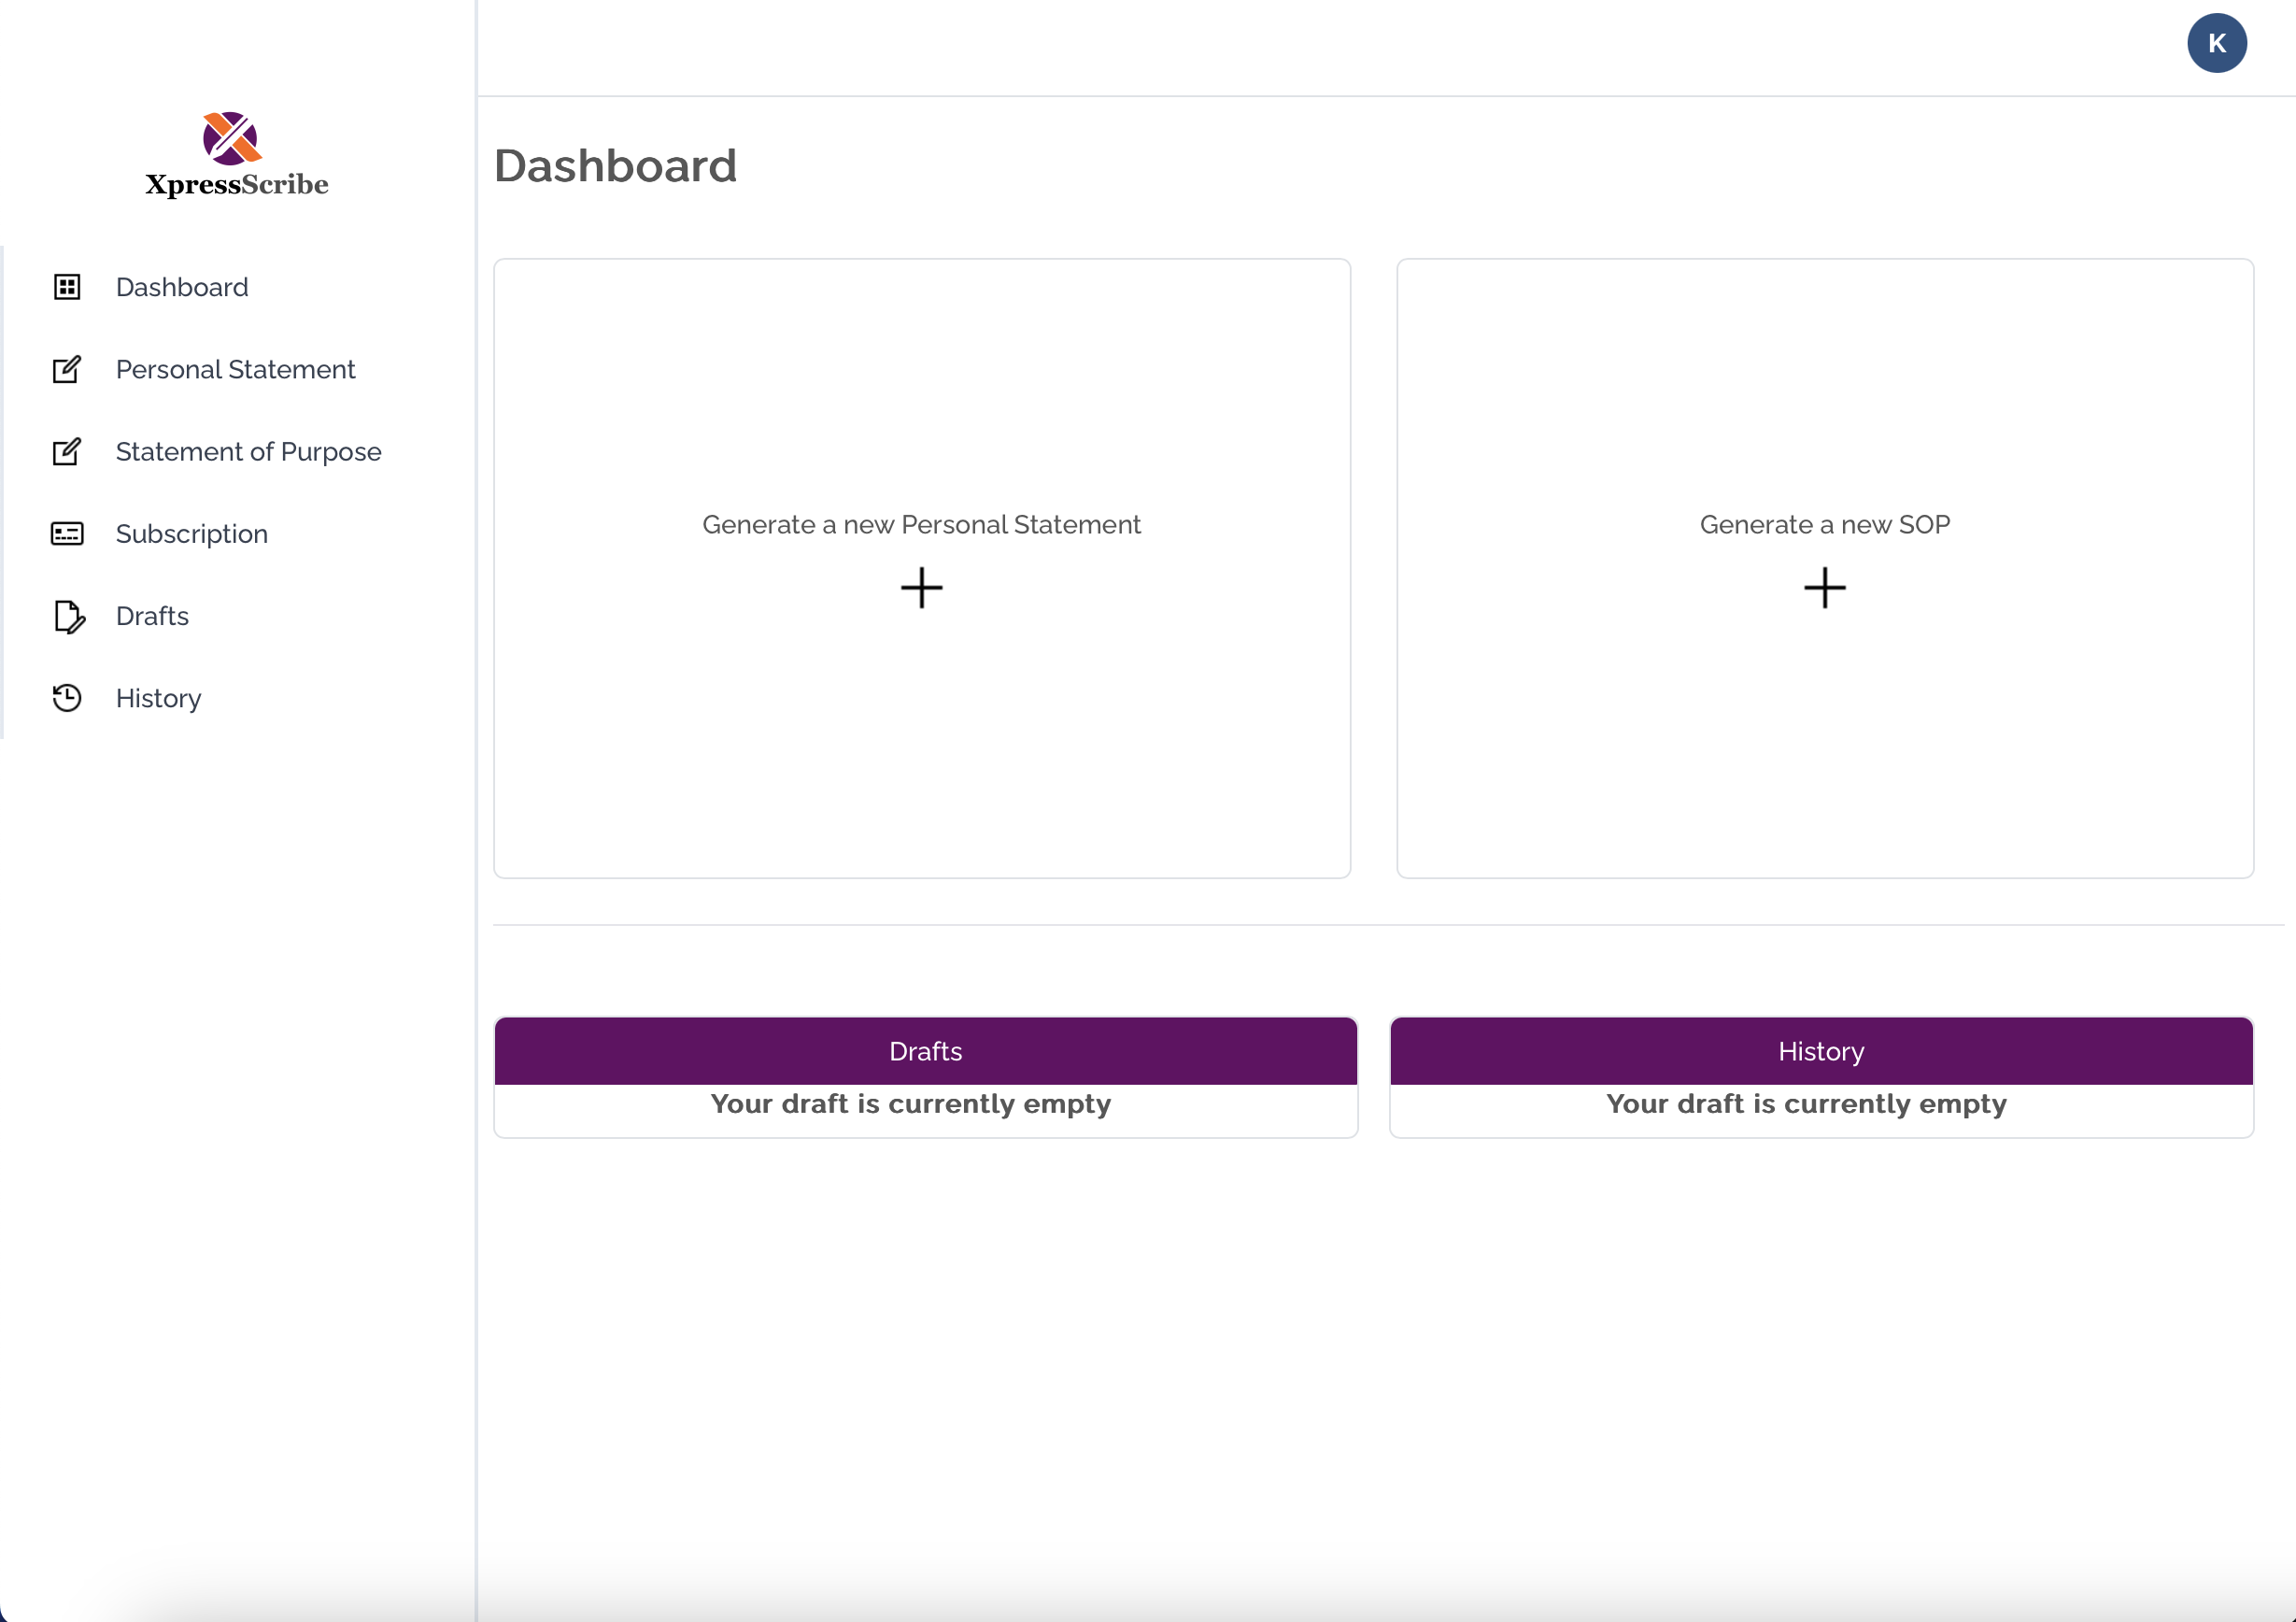 K
XpressScribe
Dashboard
Personal Statement
Statement of Purpose
Subscription
Drafts
History
Dashboard
Generate a new Personal Statement
Generate a new SOP
Drafts
Your draft is currently empty
History
Your draft is currently empty